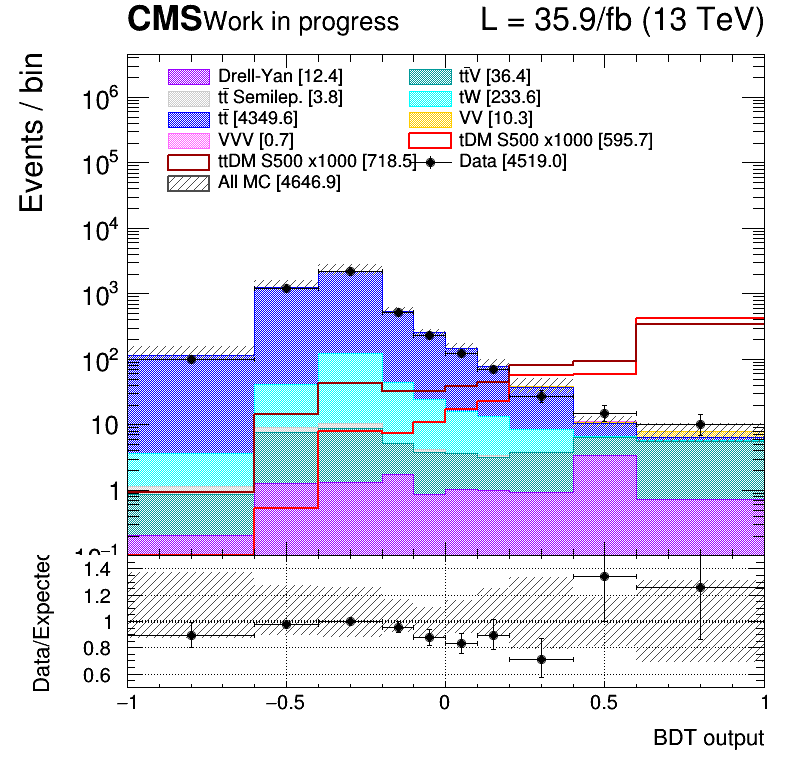 CMS Work in progress L = 35.9/fb (13 TeV)
Events / bin
Drell-Yan [12.4] tt̄V [36.4]
tt̄ Semilep. [3.8] tW [233.6]
tt̄ [4349.6] VV [10.3]
VVV [0.7] tDM S500 x1000 [595.7]
ttDM S500 x1000 [718.5] Data [4519.0]
All MC [4646.9]
10⁶
10⁵
10⁴
10³
10²
10
1
10⁻¹
Data/Expected
1.4
1.2
1
0.8
0.6
−1 −0.5 0 0.5 1
BDT output